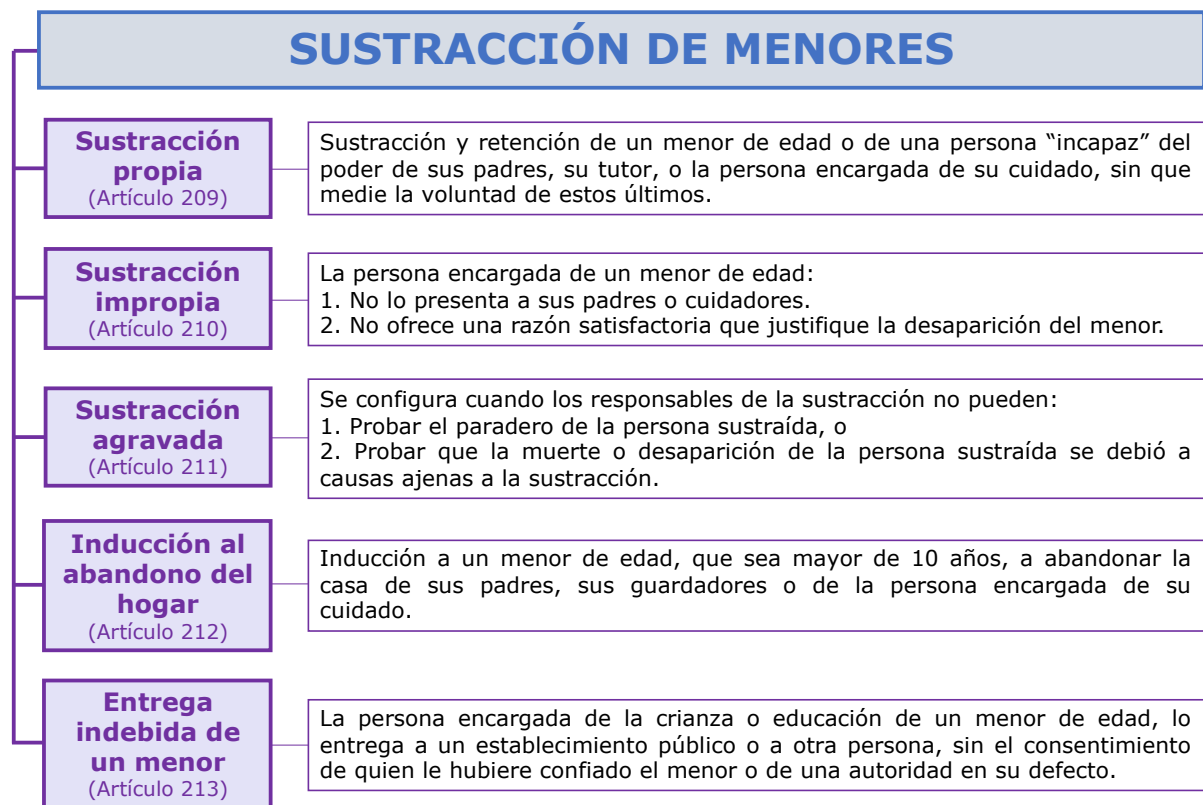 SUSTRACCIÓN DE MENORES
Sustracción
propia
(Artículo 209)
Sustracción y retención de un menor de edad o de una persona “incapaz” del
poder de sus padres, su tutor, o la persona encargada de su cuidado, sin que
medie la voluntad de estos últimos.
Sustracción
impropia
(Artículo 210)
La persona encargada de un menor de edad:
1. No lo presenta a sus padres o cuidadores.
2. No ofrece una razón satisfactoria que justifique la desaparición del menor.
Sustracción
agravada
(Artículo 211)
Se configura cuando los responsables de la sustracción no pueden:
1. Probar el paradero de la persona sustraída, o
2. Probar que la muerte o desaparición de la persona sustraída se debió a
causas ajenas a la sustracción.
Inducción al
abandono del
hogar
(Artículo 212)
Inducción a un menor de edad, que sea mayor de 10 años, a abandonar la
casa de sus padres, sus guardadores o de la persona encargada de su
cuidado.
Entrega
indebida de
un menor
(Artículo 213)
La persona encargada de la crianza o educación de un menor de edad, lo
entrega a un establecimiento público o a otra persona, sin el consentimiento
de quien le hubiere confiado el menor o de una autoridad en su defecto.